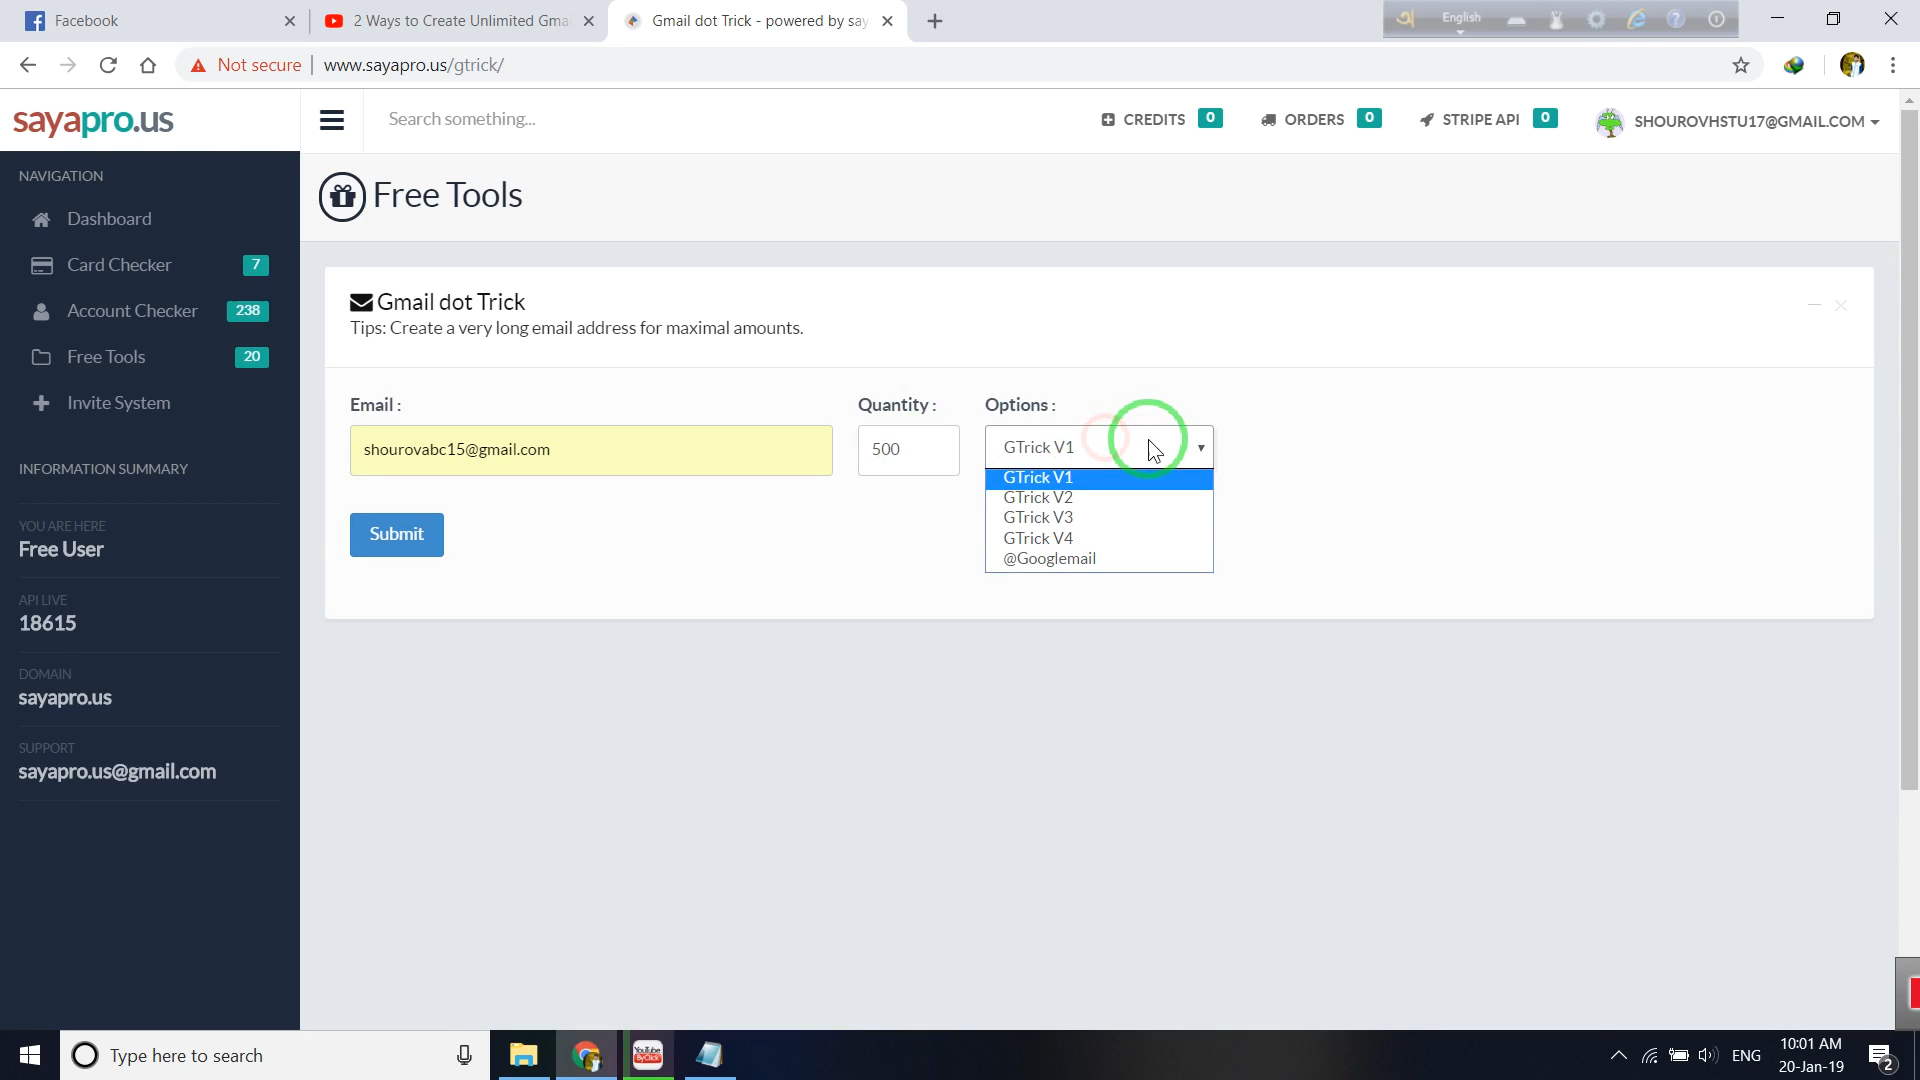 Facebook
2 Ways to Create Unlimited Gma
Gmail dot Trick - powered by say
English
Not secure
www.sayapro.us/gtrick/
sayapro.us
Search something...
CREDITS 0
ORDERS 0
STRIPE API 0
SHOUROVHSTU17@GMAIL.COM
NAVIGATION
Dashboard
Card Checker 7
Account Checker 238
Free Tools 20
Invite System
INFORMATION SUMMARY
YOU ARE HERE
Free User
API LIVE
18615
DOMAIN
sayapro.us
SUPPORT
sayapro.us@gmail.com
Free Tools
Gmail dot Trick
Tips: Create a very long email address for maximal amounts.
Email :
Quantity :
Options :
shourovabc15@gmail.com
500
GTrick V1
GTrick V1
GTrick V2
GTrick V3
GTrick V4
@Googlemail
Submit
Type here to search
YouTube
ByClick
ENG
10:01 AM
20-Jan-19
2